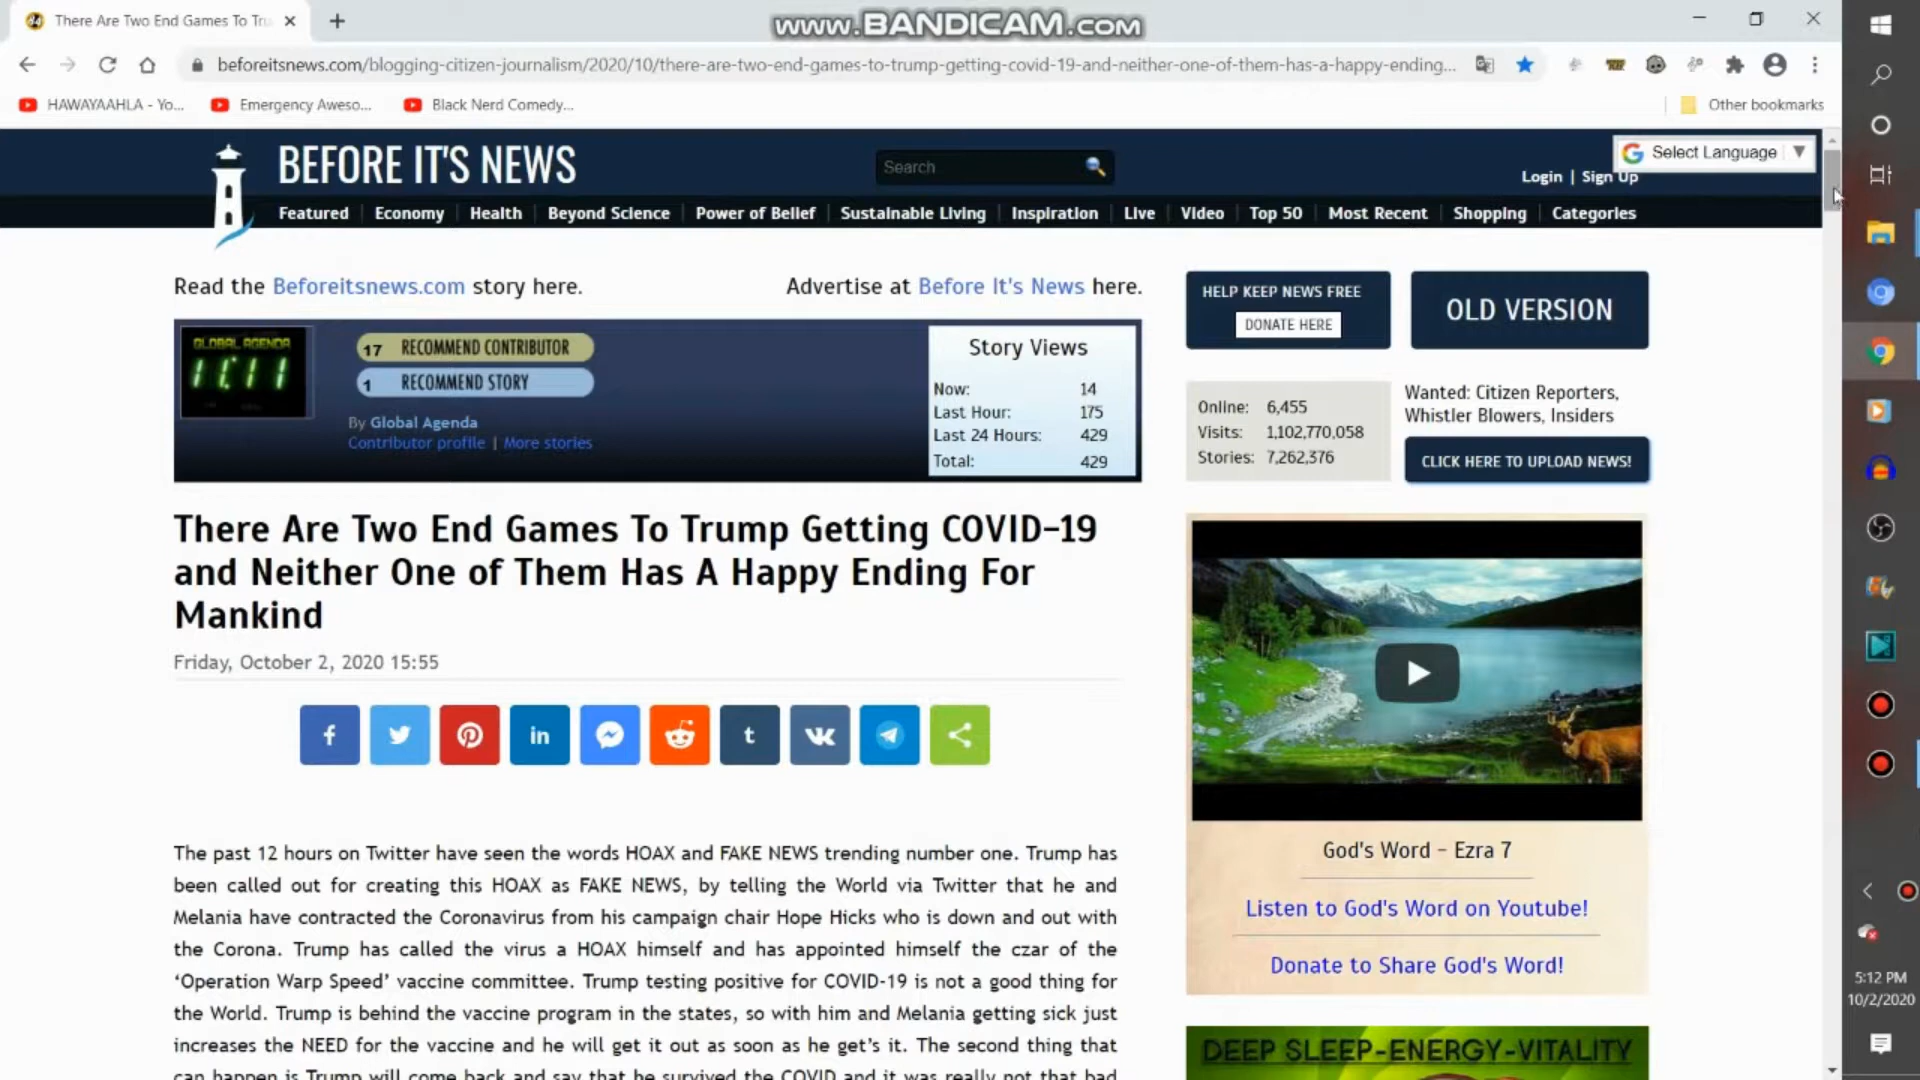 There Are Two End Games To Tru
www.BANDICAM.com
beforeitsnews.com/blogging-citizen-journalism/2020/10/there-are-two-end-games-to-trump-getting-covid-19-and-neither-one-of-them-has-a-happy-ending...
HAWAYAAHLA - Yo...
Emergency Aweso...
Black Nerd Comedy...
Other bookmarks
BEFORE IT'S NEWS
Search
Select Language
Login | Sign Up
Featured | Economy | Health | Beyond Science | Power of Belief | Sustainable Living | Inspiration | Live | Video | Top 50 | Most Recent | Shopping | Categories
Read the Beforeitsnews.com story here.
Advertise at Before It's News here.
GLOBAL AGENDA
11:11
17 RECOMMEND CONTRIBUTOR
1 RECOMMEND STORY
By Global Agenda
Contributor profile | More stories
Story Views
Now: 14
Last Hour: 175
Last 24 Hours: 429
Total: 429
HELP KEEP NEWS FREE
DONATE HERE
OLD VERSION
Online: 6,455
Visits: 1,102,770,058
Stories: 7,262,376
Wanted: Citizen Reporters,
Whistler Blowers, Insiders
CLICK HERE TO UPLOAD NEWS!
There Are Two End Games To Trump Getting COVID-19
and Neither One of Them Has A Happy Ending For
Mankind
Friday, October 2, 2020 15:55
The past 12 hours on Twitter have seen the words HOAX and FAKE NEWS trending number one. Trump has
been called out for creating this HOAX as FAKE NEWS, by telling the World via Twitter that he and
Melania have contracted the Coronavirus from his campaign chair Hope Hicks who is down and out with
the Corona. Trump has called the virus a HOAX himself and has appointed himself the czar of the
‘Operation Warp Speed’ vaccine committee. Trump testing positive for COVID-19 is not a good thing for
the World. Trump is behind the vaccine program in the states, so with him and Melania getting sick just
increases the NEED for the vaccine and he will get it out as soon as he get’s it. The second thing that
can happen is Trump will come back and say that he survived the COVID and it was really not that bad
God's Word - Ezra 7
Listen to God's Word on Youtube!
Donate to Share God's Word!
DEEP SLEEP-ENERGY-VITALITY
5:12 PM
10/2/2020